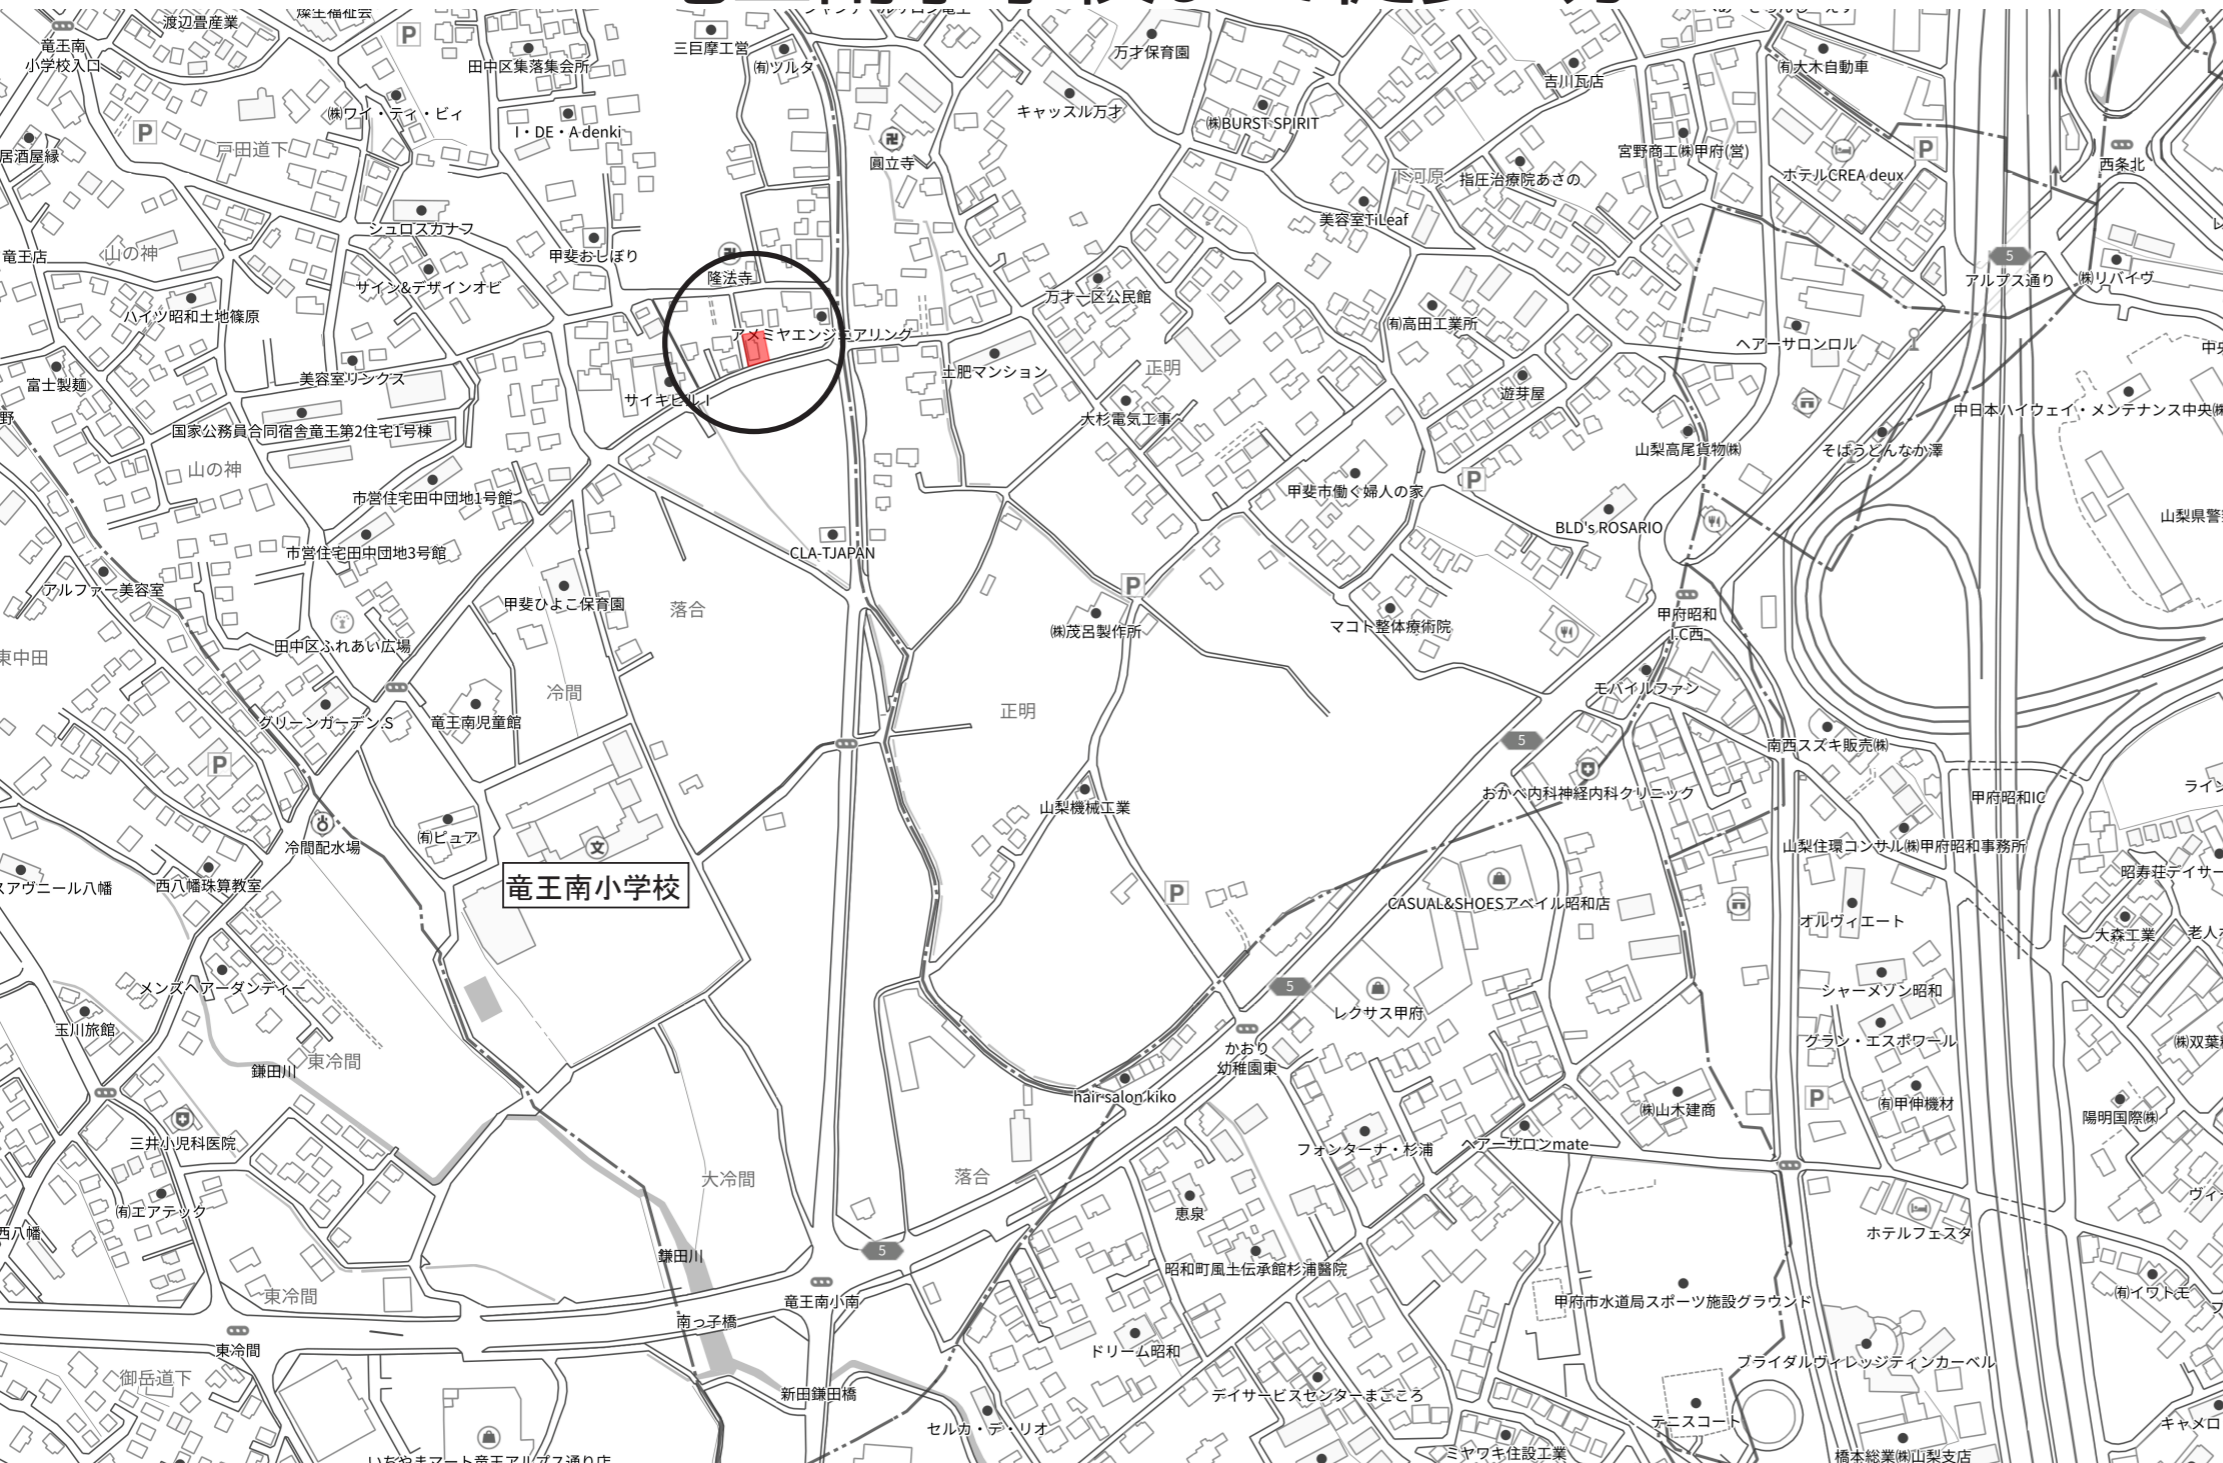 渡辺畳産業
竜王南
小学校入口
田中区集落集会所
三巨摩工営
㈲ツルタ
万才保育園
キャッスル万才
吉川瓦店
㈲大木自動車
㈱ワイ・ティ・ビィ
I・DE・A denki
P
P
戸田道下
居酒屋縁
圓立寺
㈱BURST SPIRIT
宮野商工㈱甲府(営)
ホテルCREA deux
P
西条北
下河原
指圧治療院あさの
美容室TiLeaf
シュロスカナフ
甲斐おしぼり
竜王店
山の神
サイン&デザインオビ
隆法寺
万才一区公民館
5
アルプス通り
㈱リバイヴ
ハイツ昭和土地篠原
アメミヤエンジニアリング
㈲高田工業所
ヘアーサロンロル
土肥マンション
正明
富士製麺
美容室リンクス
サイキビル I
遊芽屋
大杉電気工事
中日本ハイウェイ・メンテナンス中央㈱
国家公務員合同宿舎竜王第2住宅1号棟
山梨高尾貨物㈱
そばうどんなか澤
山の神
市営住宅田中団地1号館
甲斐市働く婦人の家
P
BLD's ROSARIO
山梨県警
市営住宅田中団地3号館
CLA-TJAPAN
アルファー美容室
甲斐ひよこ保育園
落合
P
㈱茂呂製作所
マコト整体療術院
甲府昭和
I.C西
田中区ふれあい広場
東中田
冷間
正明
モバイルファン
グリーンガーデン.S
竜王南児童館
5
南西スズキ販売㈱
P
おかべ内科神経内科クリニック
甲府昭和IC
山梨機械工業
㈲ピュア
冷間配水場
文
山梨住環コンサル㈱甲府昭和事務所
竜王南小学校
西八幡珠算教室
スアヴニール八幡
P
CASUAL&SHOESアベイル昭和店
昭寿荘デイサー
オルヴィエート
大森工業
メンズヘアーダンディー
5
レクサス甲府
シャーメゾン昭和
玉川旅館
グラン・エスポワール
かおり
幼稚園東
東冷間
鎌田川
hair salon kiko
P
㈱山木建商
㈲甲伸機材
陽明国際㈱
三井小児科医院
フォンターナ・杉浦
ヘアーサロンmate
大冷間
落合
㈲エアテック
西八幡
恵泉
ホテルフェスタ
鎌田川
5
昭和町風土伝承館杉浦醫院
東冷間
竜王南小南
甲府市水道局スポーツ施設グラウンド
㈲イワトモ
南っ子橋
東冷間
ドリーム昭和
ブライダルヴィレッジティンカーベル
御岳道下
新田鎌田橋
デイサービスセンターまごころ
セルカ・デ・リオ
テニスコート
キャメロ
ミヤワキ住設工業
橋本総業㈱山梨支店
いちやまマート竜王アルプス通り店